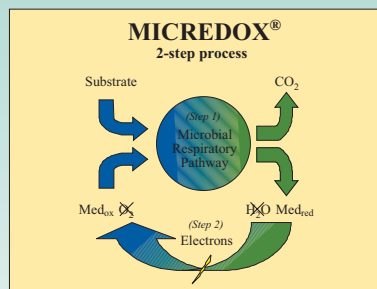 MICREDOX®
2-step process
Substrate
CO2
(Step 1)
Microbial
Respiratory
Pathway
Medox O2
H2O Medred
(Step 2)
Electrons